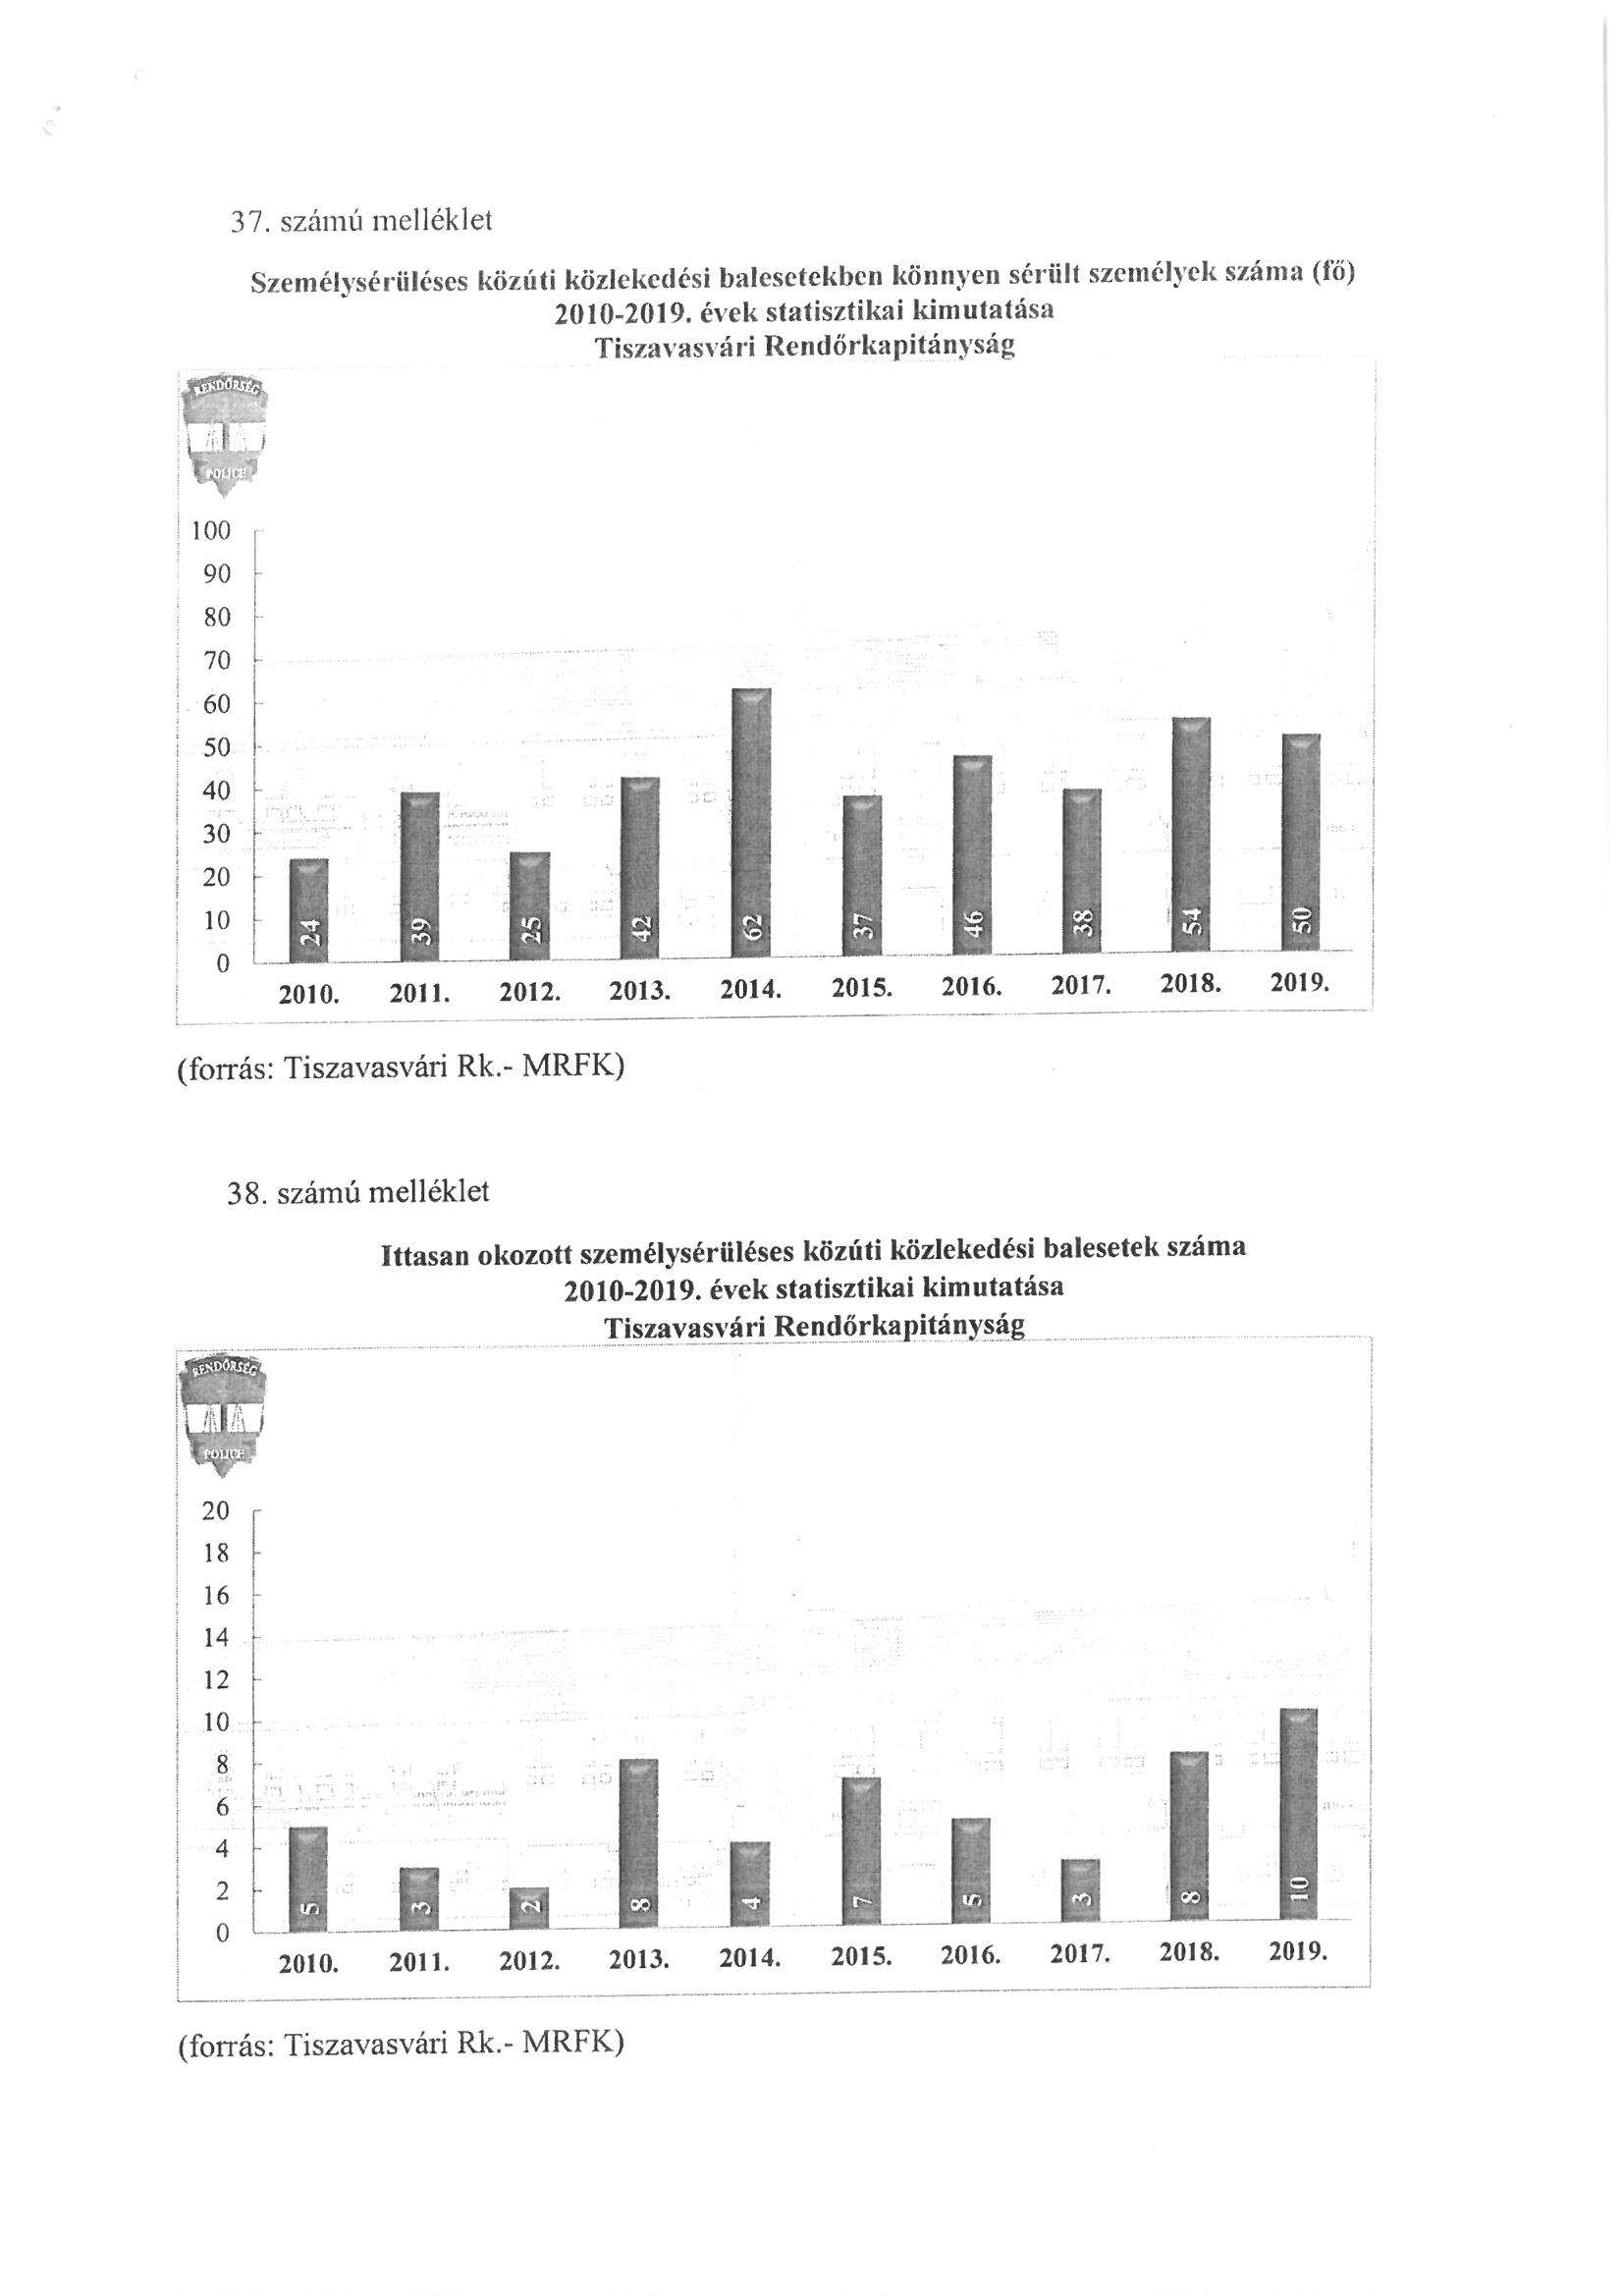 37. számú melléklet
Személysérüléses közúti közlekedési balesetekben könnyen sérült személyek száma (fő)
2010-2019. évek statisztikai kimutatása
Tiszavasvári Rendőrkapitányság
RENDŐRSÉG
POLICE
100
90
80
70
60
50
40
30
20
10
0
24 39 25 42 62 37 46 38 54 50
2010. 2011. 2012. 2013. 2014. 2015. 2016. 2017. 2018. 2019.
(forrás: Tiszavasvári Rk.- MRFK)
38. számú melléklet
Ittasan okozott személysérüléses közúti közlekedési balesetek száma
2010-2019. évek statisztikai kimutatása
Tiszavasvári Rendőrkapitányság
RENDŐRSÉG
POLICE
20
18
16
14
12
10
8
6
4
2
0
5 3 2 8 4 7 5 3 8 10
2010. 2011. 2012. 2013. 2014. 2015. 2016. 2017. 2018. 2019.
(forrás: Tiszavasvári Rk.- MRFK)